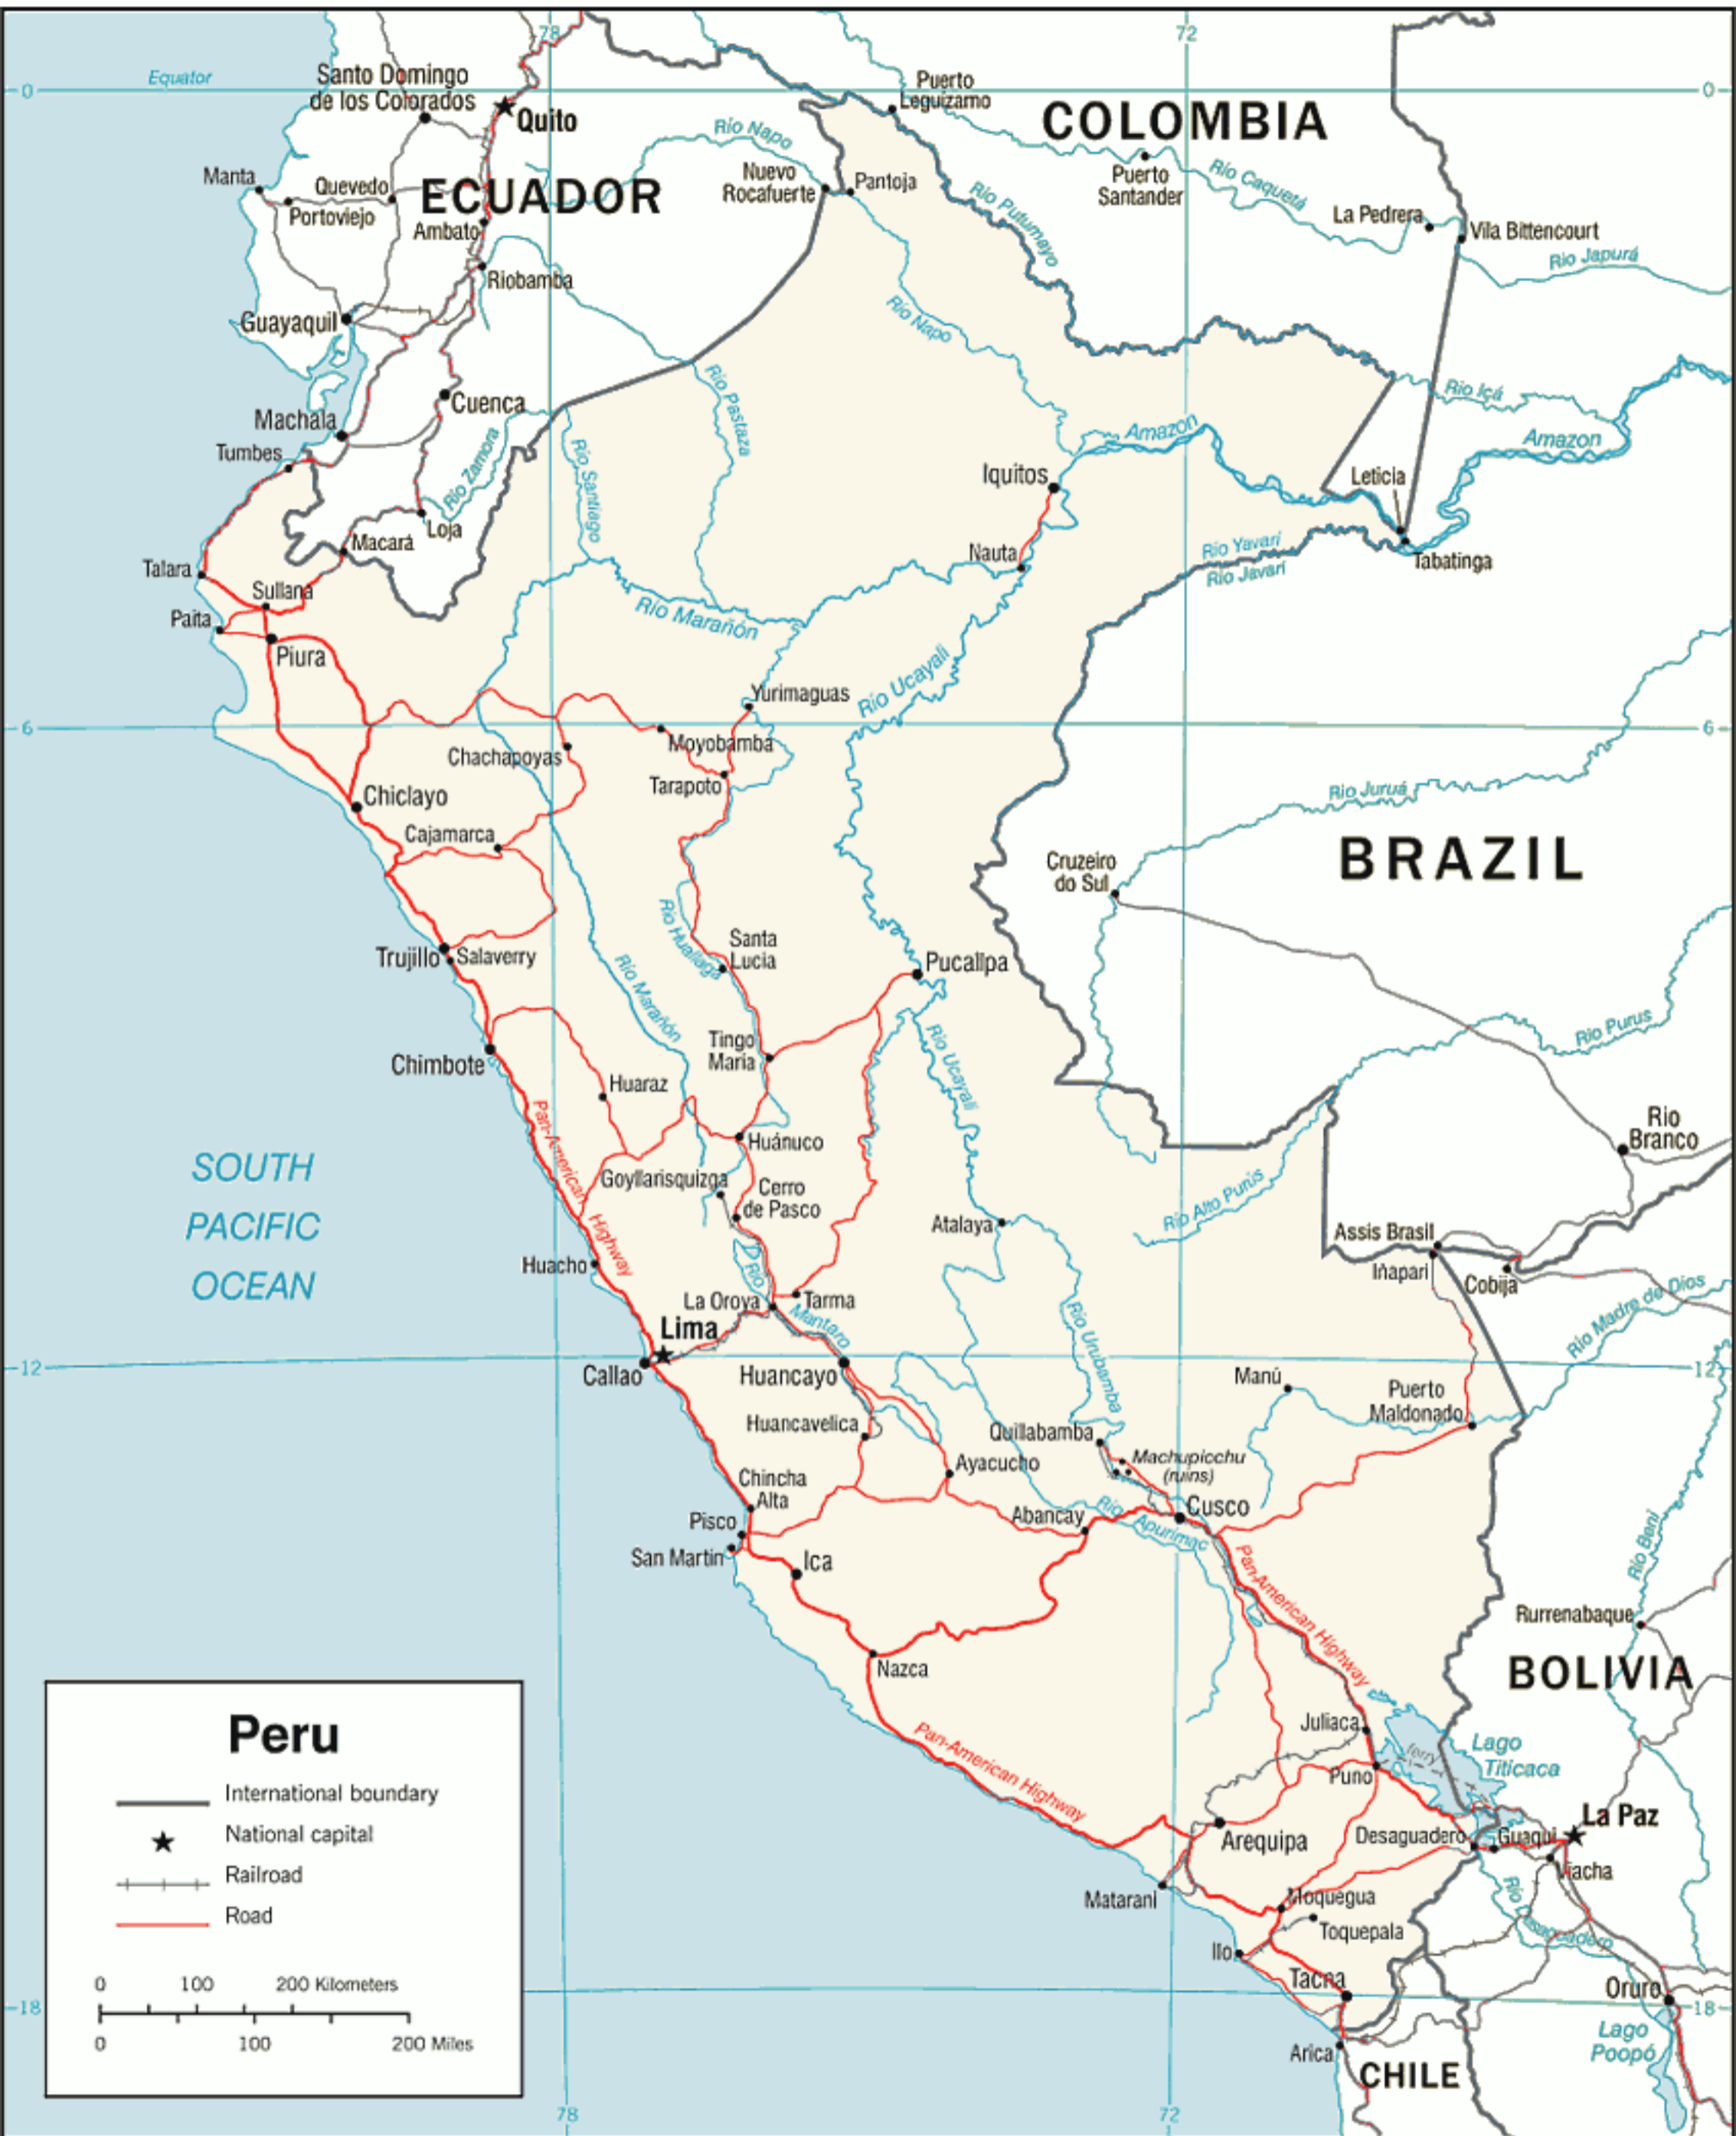 78
72
Equator
0
0
Santo Domingo
de los Colorados
Quito
Puerto
Leguízamo
COLOMBIA
Río Napo
Nuevo
Rocafuerte
Pantoja
Puerto
Santander
Río Caquetá
Manta
Quevedo
Portoviejo
ECUADOR
Ambato
Río Putumayo
La Pedrera
Vila Bittencourt
Rio Japurá
Riobamba
Guayaquil
Río Napo
Río Pastaza
Rio Içá
Cuenca
Machala
Tumbes
Río Zamora
Río Santiago
Amazon
Amazon
Iquitos
Leticia
Loja
Macará
Nauta
Río Yavarí
Rio Javari
Tabatinga
Talara
Sullana
Paita
Río Marañón
Piura
Río Ucayali
Yurimaguas
6
6
Moyobamba
Chachapoyas
Tarapoto
Chiclayo
Rio Juruá
Cajamarca
Cruzeiro
do Sul
BRAZIL
Río Huallaga
Santa
Lucia
Trujillo
Salaverry
Pucallpa
Río Marañón
Rio Purus
Tingo
María
Río Ucayali
Chimbote
Huaraz
Pan-American
Highway
Huánuco
Rio
Branco
SOUTH
PACIFIC
OCEAN
Goyllarisquizga
Cerro
de Pasco
Rio Alto Purús
Atalaya
Assis Brasil
Iñapari
Cobija
Huacho
Río
Mantaro
La Oroya
Tarma
Río Urubamba
Río Madre de Dios
Lima
12
12
Callao
Huancayo
Manú
Puerto
Maldonado
Huancavelica
Quillabamba
Machupicchu
(ruins)
Ayacucho
Chincha
Alta
Pisco
Abancay
Río
Apurímac
Cusco
San Martín
Ica
Pan-American Highway
Río Beni
Rurrenabaque
BOLIVIA
Nazca
Juliaca
Lago
Titicaca
ferry
Puno
Pan-American Highway
La Paz
Arequipa
Desaguadero
Guaqui
Viacha
Matarani
Moquegua
Toquepala
Río Desaguadero
Ilo
Tacna
Oruro
18
18
Lago
Poopó
Arica
CHILE
78
72
Peru
International boundary
National capital
Railroad
Road
0 100 200 Kilometers
0 100 200 Miles